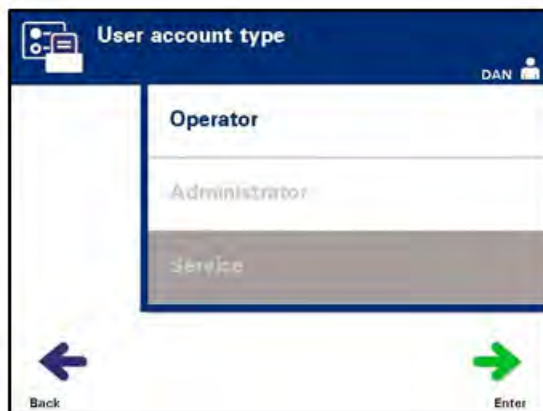 User account type
DAN
Operator
Administrator
Service
Back
Enter